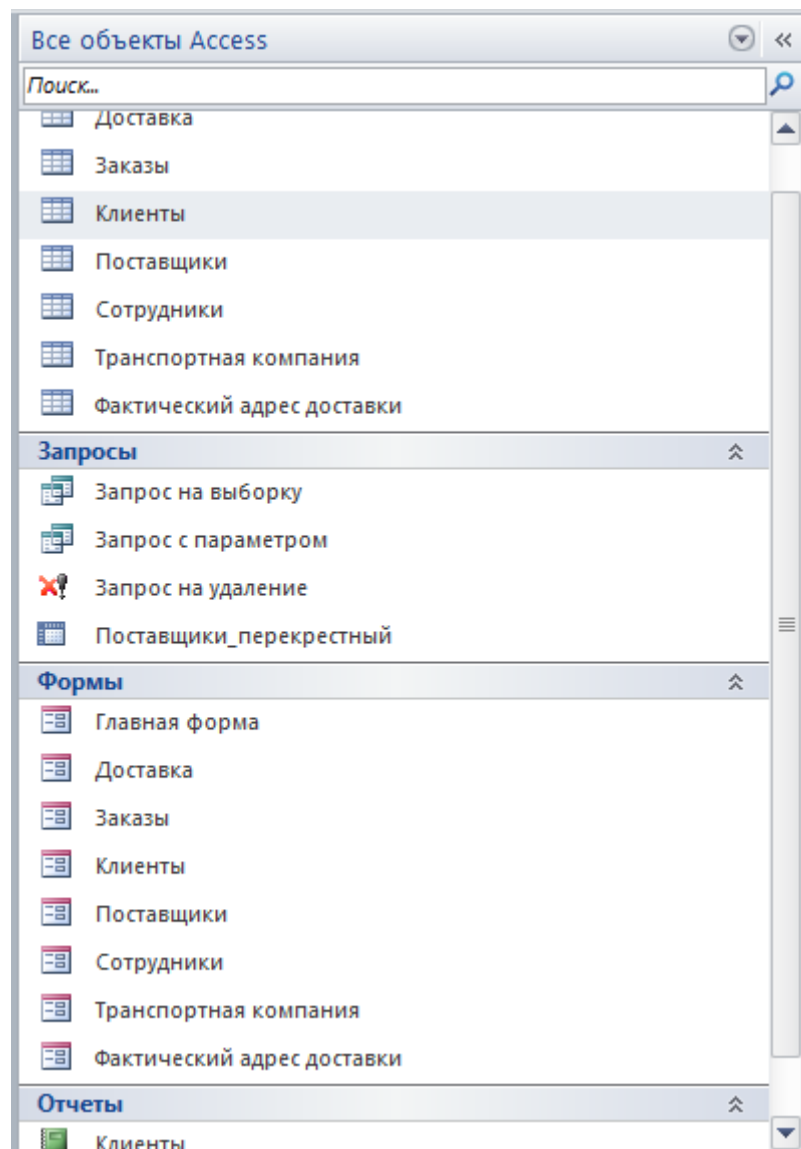 Все объекты Access
Поиск...
Доставка
Заказы
Клиенты
Поставщики
Сотрудники
Транспортная компания
Фактический адрес доставки
Запросы
Запрос на выборку
Запрос с параметром
Запрос на удаление
Поставщики_перекрестный
Формы
Главная форма
Доставка
Заказы
Клиенты
Поставщики
Сотрудники
Транспортная компания
Фактический адрес доставки
Отчеты
Клиенты